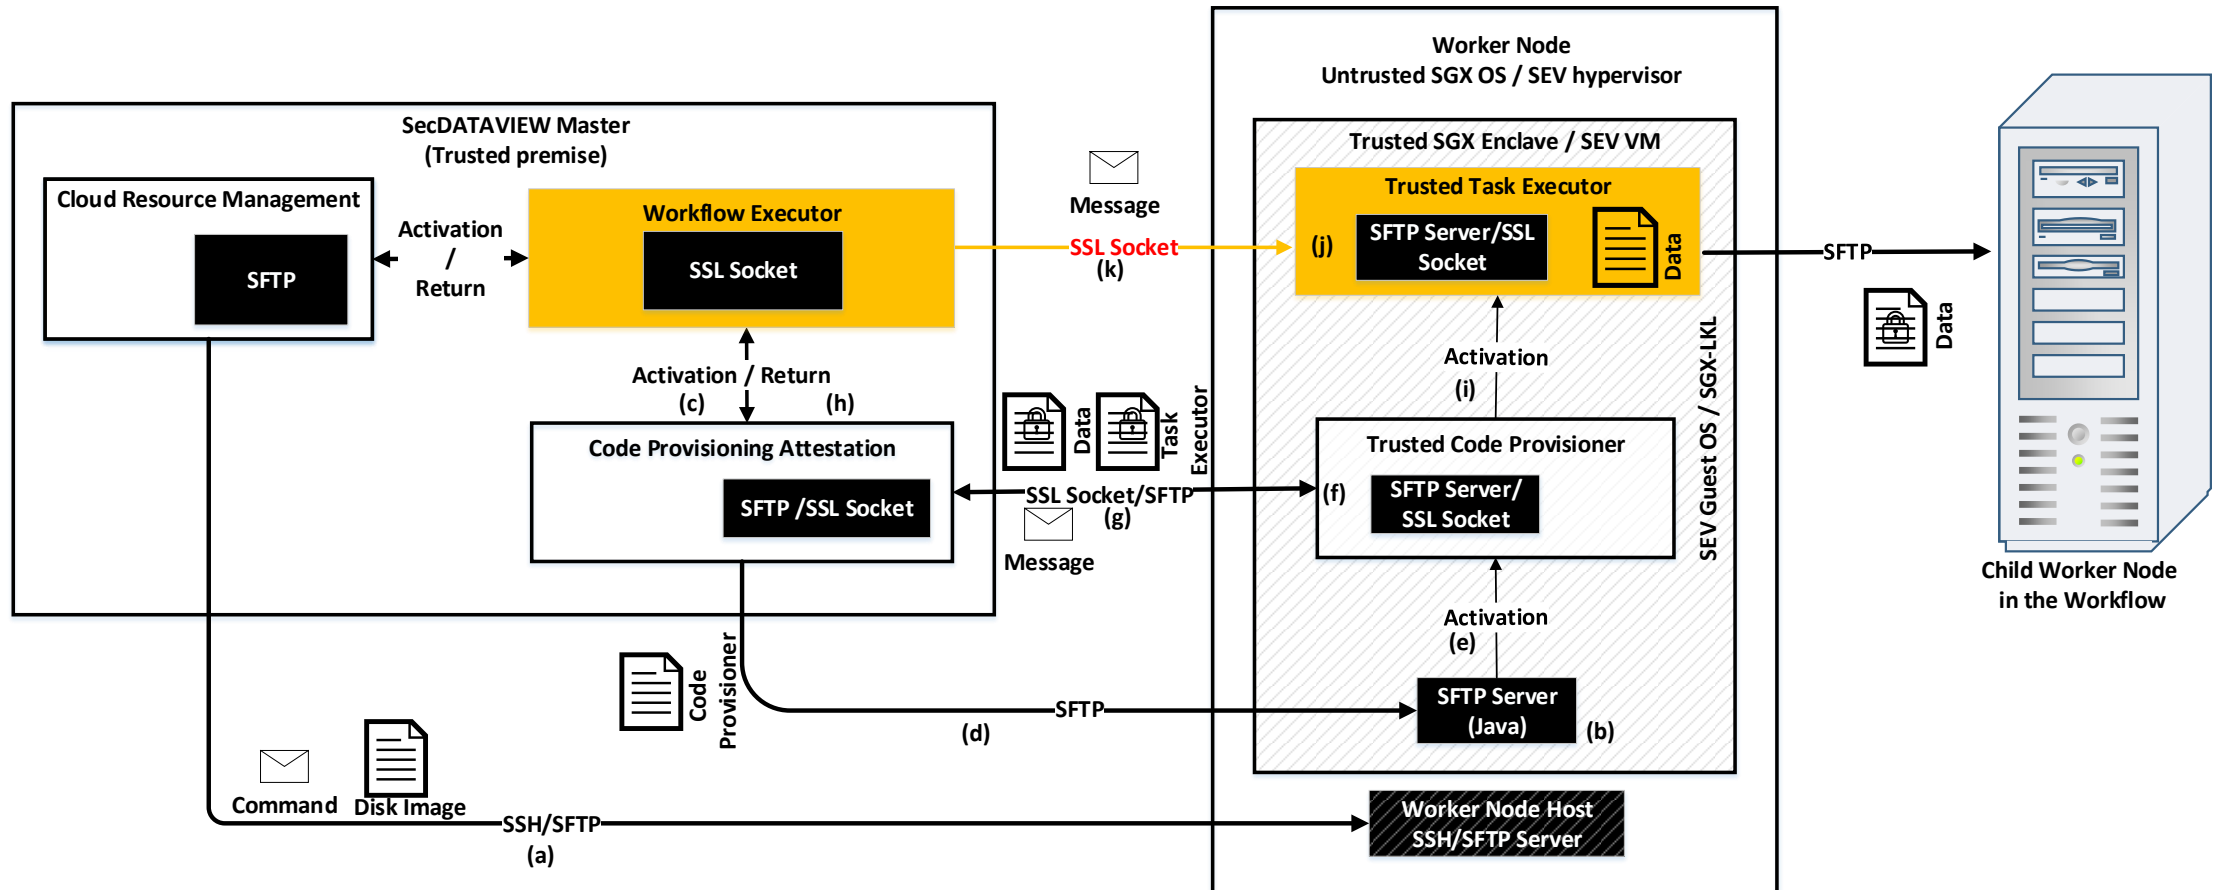 Worker Node
Untrusted SGX OS / SEV hypervisor
SecDATAVIEW Master
(Trusted premise)
Cloud Resource Management
SFTP
Activation
/
Return
Workflow Executor
SSL Socket
Message
SSL Socket
(k)
Trusted SGX Enclave / SEV VM
Trusted Task Executor
(j)
SFTP Server/SSL
Socket
Data
SFTP
Data
Child Worker Node
in the Workflow
Activation / Return
(c)
(h)
Data
Task
Executor
Activation
(i)
SEV Guest OS / SGX-LKL
Code Provisioning Attestation
SFTP /SSL Socket
SSL Socket/SFTP
(g)
Message
(f)
Trusted Code Provisioner
SFTP Server/
SSL Socket
Activation
(e)
Code
Provisioner
SFTP
(d)
SFTP Server
(Java)
(b)
Command
Disk Image
SSH/SFTP
(a)
Worker Node Host
SSH/SFTP Server